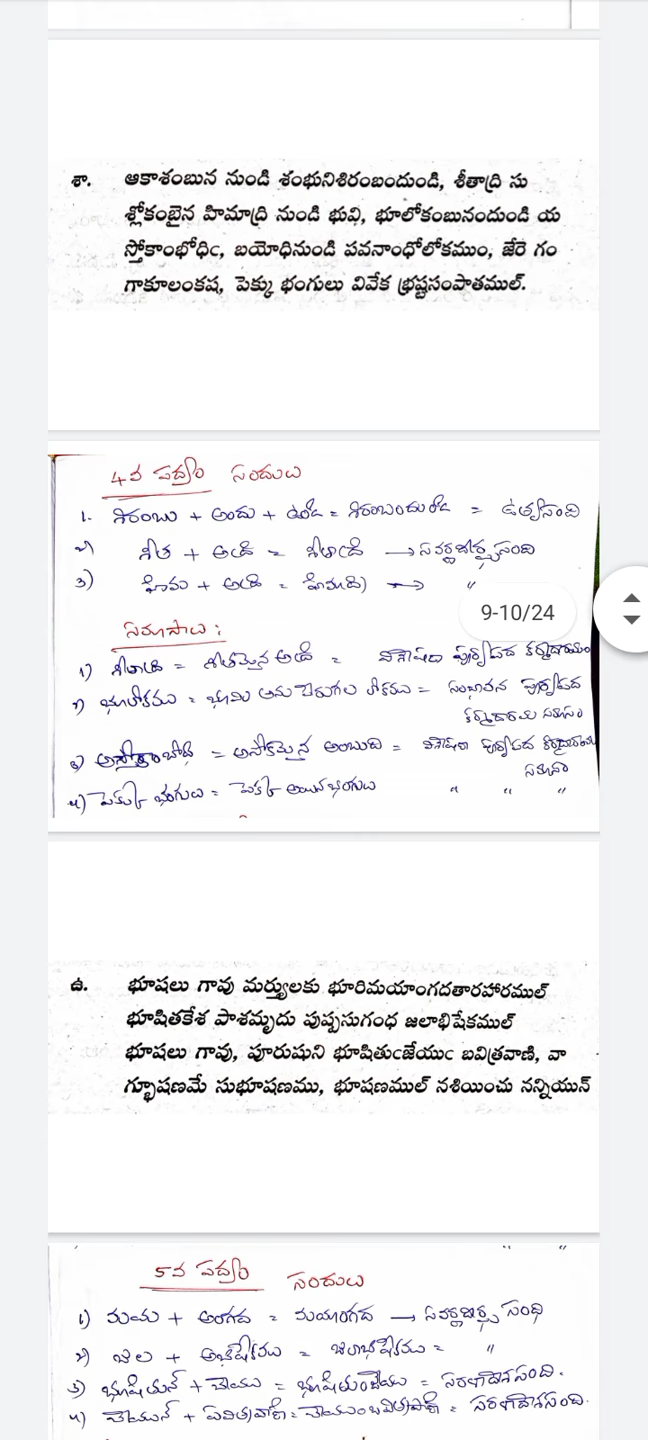 శా. ఆకాశంబున నుండి శంభునిశిరంబందుండి, శీతాద్రి సు
శ్లోకంబైన హిమాద్రి నుండి భువి, భూలోకంబునందుండి య
స్తోకాంభోధిఁ, బయోధినుండి పవనాంధోలోకముం, జేరె గం
గాకూలంకష, పెక్కు భంగులు వివేక భ్రష్టసంపాతముల్.
4వ పద్యం సందులు
1. శిరంబు + అందు + ఉండి = శిరంబందుండి = ఉత్వసంది
2) శీత + అద్రి = శీతాద్రి → సవర్ణదీర్ఘసంది
3) హిమ + అద్రి = హిమాద్రి → "
9-10/24
సమాసాలు :
1) శీతాద్రి = శీతమైన అద్రి = విశేషణ పూర్వపద కర్మదారయం
2) భూలోకము = భూమి అను పేరుగల లోకము = సంభావన పూర్వపద
కర్మదారయ సమాసం
3) = అస్తోకమైన అంబుది = విశేషణ పూర్వపద కర్మదారయ
సమాసం
4) పెక్కు భంగులు = పెక్కు అయిన భంగులు " " "
ఉ. భూషలు గావు మర్త్యులకు భూరిమయాంగదతారహారముల్
భూషితకేశ పాశమృదు పుష్పసుగంధ జలాభిషేకముల్
భూషలు గావు, పూరుషుని భూషితుఁజేయుఁ బవిత్రవాణి, వా
గ్భూషణమే సుభూషణము, భూషణముల్ నశియించు నన్నియున్
5వ పద్యం సందులు
1) మయ + అంగద = మయాంగద → సవర్ణదీర్ఘ సంధి
2) జల + అభిషేకము = జలాభిషేకము = "
3) భూషితున్ + చేయు = భూషితుంజేయు = సరళాదేశసంది.
4) చేయున్ + పవిత్రవాణి = చేయుంబవిత్రవాణి = సరళాదేశసంది.